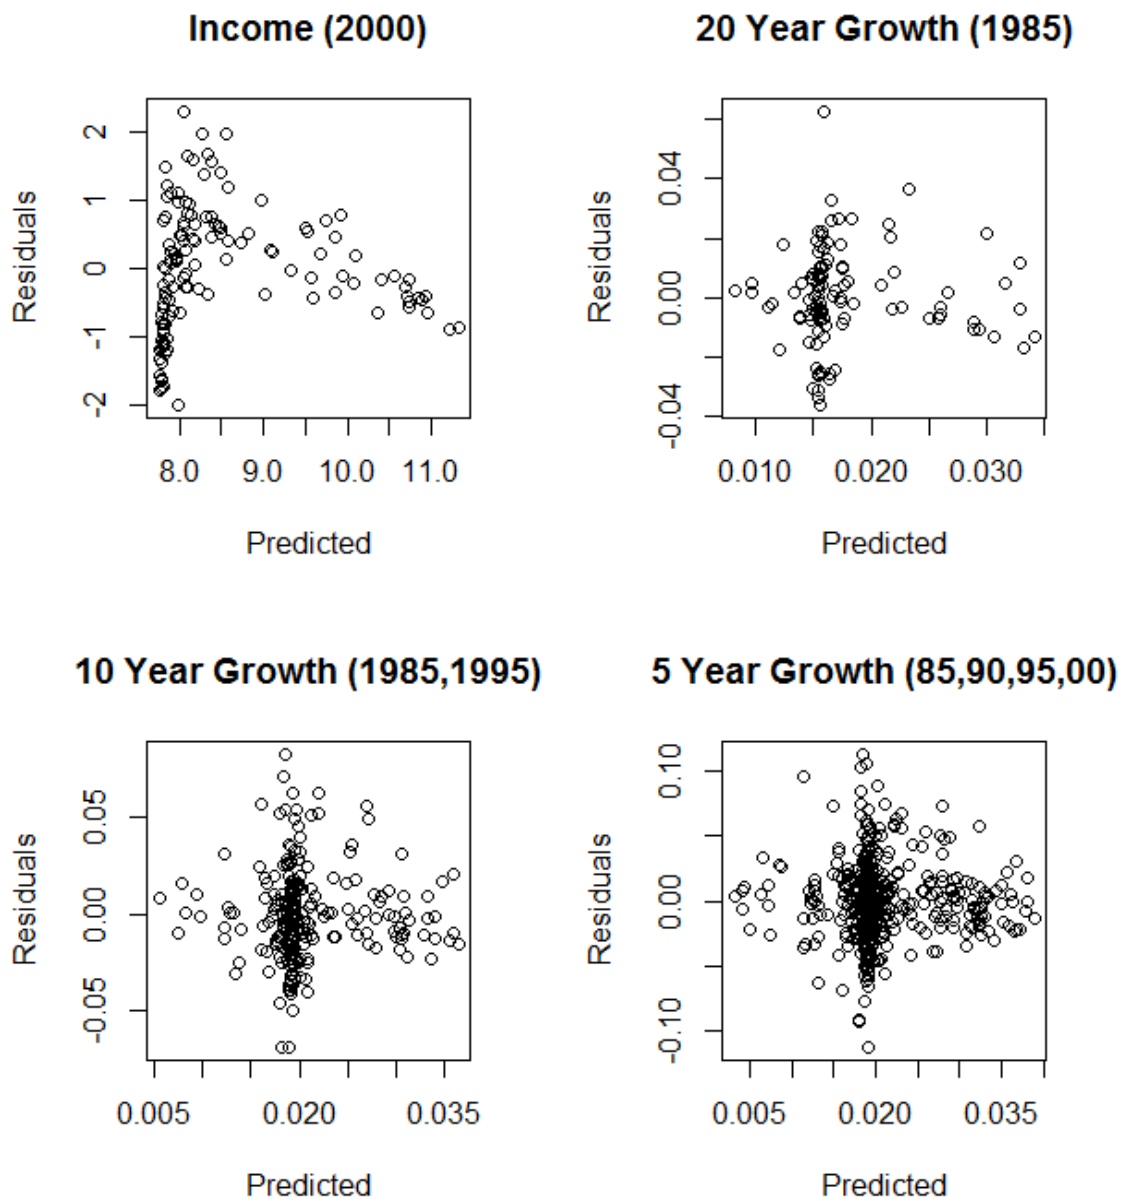 Income (2000)
Residuals
2
1
0
-1
-2
8.0 9.0 10.0 11.0
Predicted
20 Year Growth (1985)
Residuals
0.04
0.00
-0.04
0.010 0.020 0.030
Predicted
10 Year Growth (1985,1995)
Residuals
0.05
0.00
-0.05
0.005 0.020 0.035
Predicted
5 Year Growth (85,90,95,00)
Residuals
0.10
0.00
-0.10
0.005 0.020 0.035
Predicted